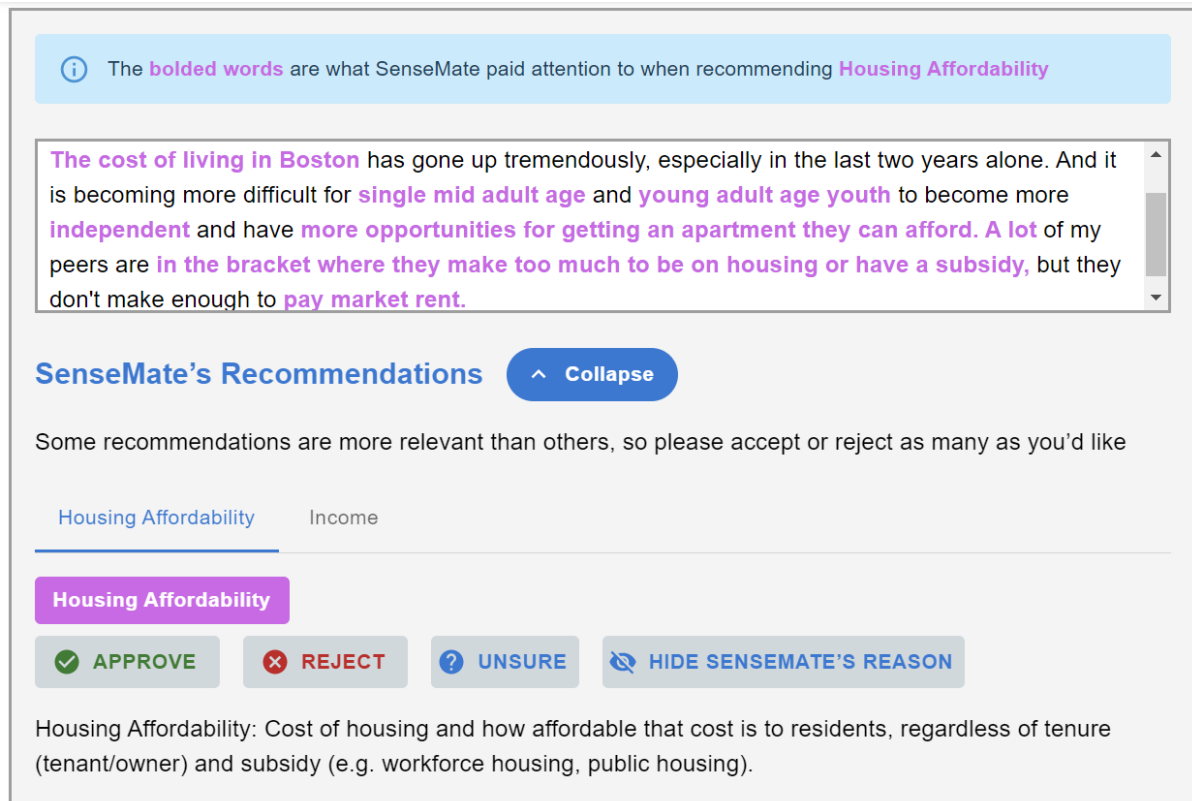 The bolded words are what SenseMate paid attention to when recommending Housing Affordability
The cost of living in Boston has gone up tremendously, especially in the last two years alone. And it
is becoming more difficult for single mid adult age and young adult age youth to become more
independent and have more opportunities for getting an apartment they can afford. A lot of my
peers are in the bracket where they make too much to be on housing or have a subsidy, but they
don't make enough to pay market rent.
SenseMate’s Recommendations
Collapse
Some recommendations are more relevant than others, so please accept or reject as many as you’d like
Housing Affordability Income
Housing Affordability
APPROVE REJECT UNSURE HIDE SENSEMATE’S REASON
Housing Affordability: Cost of housing and how affordable that cost is to residents, regardless of tenure
(tenant/owner) and subsidy (e.g. workforce housing, public housing).